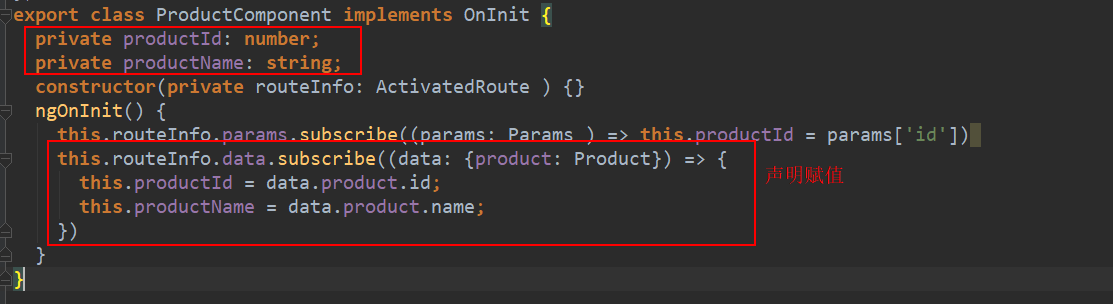 export class ProductComponent implements OnInit {
private productId: number;
private productName: string;
constructor(private routeInfo: ActivatedRoute ) {}
ngOnInit() {
this.routeInfo.params.subscribe((params: Params ) => this.productId = params['id'])
this.routeInfo.data.subscribe((data: {product: Product}) => {
this.productId = data.product.id;
声明赋值
this.productName = data.product.name;
})
}
}